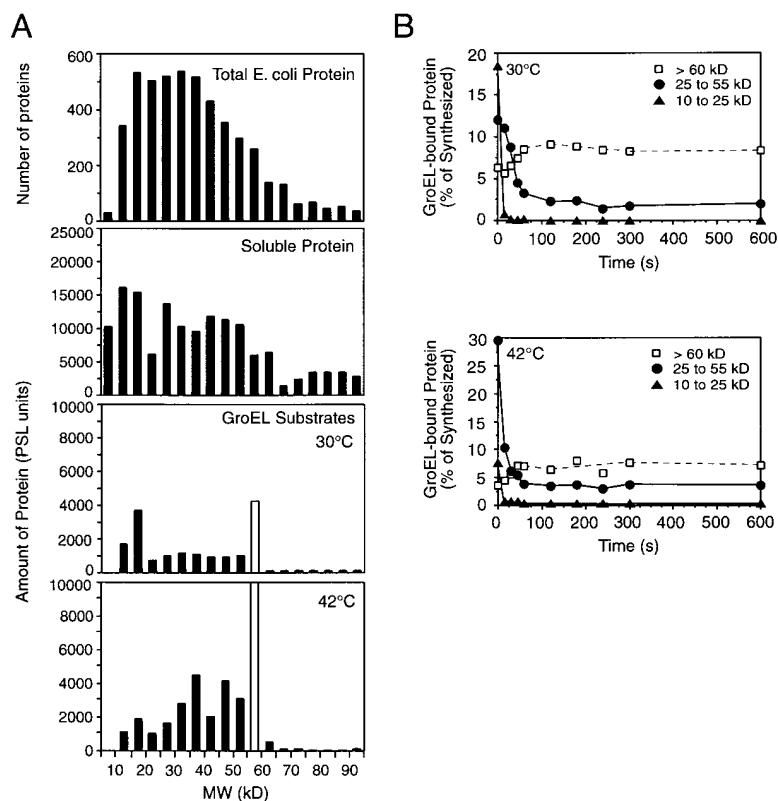 A
Number of proteins
600
400
200
0
Total E. coli Protein
Amount of Protein (PSL units)
25000
20000
15000
10000
5000
0
Soluble Protein
10000
8000
6000
4000
2000
0
GroEL Substrates
30°C
10000
8000
6000
4000
2000
0
42°C
10 20 30 40 50 60 70 80 90
MW (kD)
B
GroEL-bound Protein
(% of Synthesized)
20
15
10
5
0
30°C
> 60 kD
25 to 55 kD
10 to 25 kD
0 100 200 300 400 500 600
Time (s)
GroEL-bound Protein
(% of Synthesized)
30
25
20
15
10
5
0
42°C
> 60 kD
25 to 55 kD
10 to 25 kD
0 100 200 300 400 500 600
Time (s)